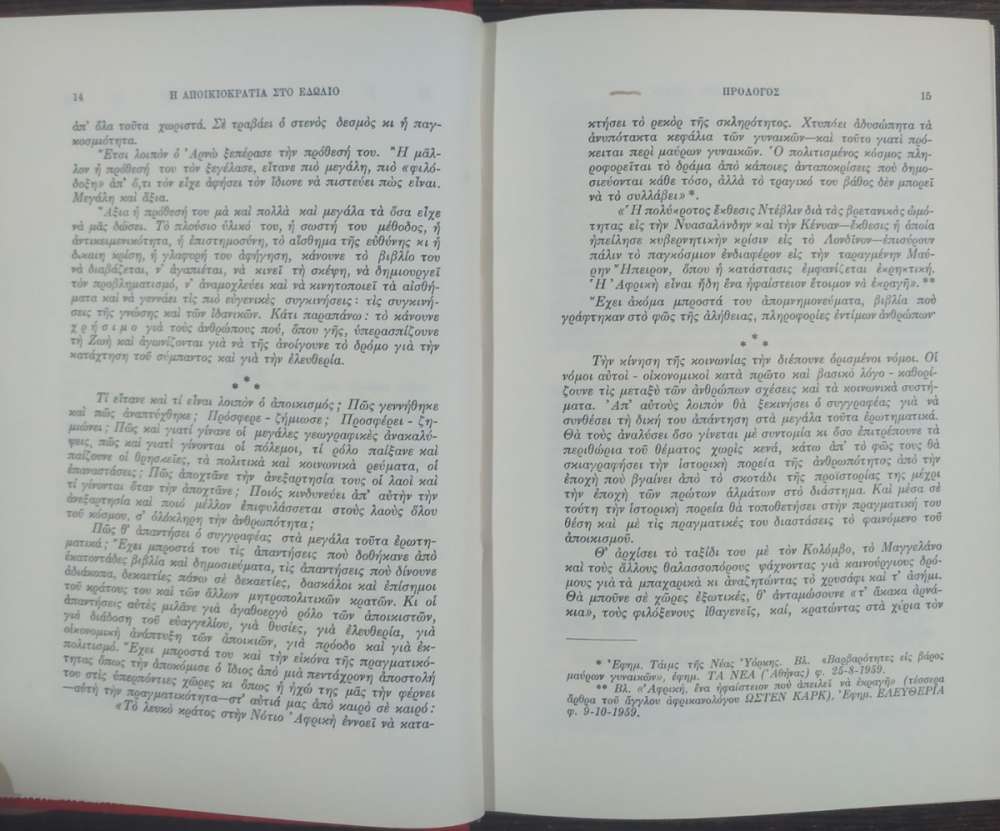 14
Η ΑΠΟΙΚΙΟΚΡΑΤΙΑ ΣΤΟ ΕΔΩΛΙΟ
ἀπ' ὅλα τοῦτα χωριστά. Σὲ τραβάει ὁ στενὸς δεσμὸς κι ἡ παγ-
κοσμιότητα.
Ἔτσι λοιπὸν ὁ Ἀρνὼ ξεπέρασε τὴν πρόθεσή του. Ἢ μᾶλ-
λον ἡ πρόθεσή του τὸν ξεγέλασε, εἴτανε πιὸ μεγάλη, πιὸ «φιλό-
δοξη» ἀπ' ὅ,τι τὸν εἶχε ἀφήσει τὸν ἴδιονε νὰ πιστεύει πὼς εἶναι.
Μεγάλη καὶ ἄξια.
Ἄξια ἡ πρόθεσή του μὰ καὶ πολλὰ καὶ μεγάλα τὰ ὅσα εἶχε
νὰ μᾶς δώσει. Τὸ πλούσιο ὑλικό του, ἡ σωστή του μέθοδος, ἡ
ἀντικειμενικότητα, ἡ ἐπιστημοσύνη, τὸ αἴσθημα τῆς εὐθύνης κι ἡ
δίκαιη κρίση, ἡ γλαφυρή του ἀφήγηση, κάνουνε τὸ βιβλίο του
νὰ διαβάζεται, ν' ἀγαπιέται, νὰ κινεῖ τὴ σκέψη, νὰ δημιουργεῖ
τὸν προβληματισμό, ν' ἀναμοχλεύει καὶ νὰ κινητοποιεῖ τὰ αἰσθή-
ματα καὶ νὰ γεννάει τὶς πιὸ εὐγενικὲς συγκινήσεις: τὶς συγκινή-
σεις τῆς γνώσης καὶ τῶν ἰδανικῶν. Κάτι παραπάνω: τὸ κάνουνε
χρήσιμο γιὰ τοὺς ἀνθρώπους πού, ὅπου γῆς, ὑπερασπίζουνε
τὴ Ζωὴ καὶ ἀγωνίζονται γιὰ νὰ τῆς ἀνοίγουνε τὸ δρόμο γιὰ τὴν
κατάχτηση τοῦ σύμπαντος καὶ γιὰ τὴν ἐλευθερία.
* * *
Τί εἴτανε καὶ τί εἶναι λοιπὸν ὁ ἀποικισμός; Πῶς γεννήθηκε
καὶ πῶς ἀναπτύχθηκε; Πρόσφερε - ζήμιωσε; Προσφέρει - ζη-
μιώνει; Πῶς καὶ γιατί γίνανε οἱ μεγάλες γεωγραφικὲς ἀνακαλύ-
ψεις, πῶς καὶ γιατί γίνονται οἱ πόλεμοι, τί ρόλο παίξανε καὶ
παίζουνε οἱ θρησκεῖες, τὰ πολιτικὰ καὶ κοινωνικὰ ρεύματα, οἱ
ἐπαναστάσεις; Πῶς ἀποχτᾶνε τὴν ἀνεξαρτησία τους οἱ λαοὶ καὶ
τί γίνονται ὅταν τὴν ἀποχτᾶνε; Ποιός κινδυνεύει ἀπ' αὐτὴν τὴν
ἀνεξαρτησία καὶ ποιό μέλλον ἐπιφυλάσσεται στοὺς λαοὺς ὅλου
τοῦ κόσμου, σ' ὁλόκληρη τὴν ἀνθρωπότητα;
Πῶς θ' ἀπαντήσει ὁ συγγραφέας στὰ μεγάλα τοῦτα ἐρωτη-
ματικά; Ἔχει μπροστά του τὶς ἀπαντήσεις ποὺ δοθήκανε ἀπὸ
ἑκατοντάδες βιβλία καὶ δημοσιεύματα, τὶς ἀπαντήσεις ποὺ δίνουνε
ἀδιάκοπα, δεκαετίες πάνω σὲ δεκαετίες, δασκάλοι καὶ ἐπίσημοι
τοῦ κράτους του καὶ τῶν ἄλλων μητροπολιτικῶν κρατῶν. Κι οἱ
ἀπαντήσεις αὐτὲς μιλᾶνε γιὰ ἀγαθοεργὸ ρόλο τῶν ἀποικιστῶν,
γιὰ διάδοση τοῦ εὐαγγελίου, γιὰ θυσίες, γιὰ ἐλευθερία, γιὰ
οἰκονομικὴ ἀνάπτυξη τῶν ἀποικιῶν, γιὰ πρόοδο καὶ γιὰ ἐκ-
πολιτισμό. Ἔχει μπροστά του καὶ τὴν εἰκόνα τῆς πραγματικό-
τητας ὅπως τὴν ἀποκόμισε ὁ ἴδιος ἀπὸ μιὰ πεντάχρονη ἀποστολή
του στὶς ὑπερπόντιες χῶρες κι ὅπως ἡ ἠχώ της μᾶς τὴν φέρνει
—αὐτὴ τὴν πραγματικότητα—στ' αὐτιά μας ἀπὸ καιρὸ σὲ καιρό:
«Τὸ λευκὸ κράτος στὴν Νότιο Ἀφρικὴ ἐννοεῖ νὰ κατα-
ΠΡΟΛΟΓΟΣ
15
κτήσει τὸ ρεκὸρ τῆς σκληρότητος. Χτυπάει ἀδυσώπητα τὰ
ἀνυπότακτα κεφάλια τῶν γυναικῶν—καὶ τοῦτο γιατὶ πρό-
κειται περὶ μαύρων γυναικῶν. Ὁ πολιτισμένος κόσμος πλη-
ροφορεῖται τὸ δράμα ἀπὸ κάποιες ἀνταποκρίσεις ποὺ δημο-
σιεύονται κάθε τόσο, ἀλλὰ τὸ τραγικό του βάθος δὲν μπορεῖ
νὰ τὸ συλλάβει»*.
«Ἡ πολύκροτος ἔκθεσις Ντέβλιν διὰ τὰς βρετανικὰς ὠμό-
τητας εἰς τὴν Νυασαλάνδην καὶ τὴν Κένυαν—ἔκθεσις ἡ ὁποία
ἠπείλησε κυβερνητικὴν κρίσιν εἰς τὸ Λονδῖνον—ἐπισύρουν
πάλιν τὸ παγκόσμιον ἐνδιαφέρον εἰς τὴν ταραγμένην Μαύ-
ρην Ἤπειρον, ὅπου ἡ κατάστασις ἐμφανίζεται ἐκρηκτική.
Ἡ Ἀφρικὴ εἶναι ἤδη ἕνα ἡφαίστειον ἕτοιμον νὰ ἐκραγῆ».**
Ἔχει ἀκόμα μπροστά του ἀπομνημονεύματα, βιβλία ποὺ
γράφτηκαν στὸ φῶς τῆς ἀλήθειας, πληροφορίες ἐντίμων ἀνθρώπων
* * *
Τὴν κίνηση τῆς κοινωνίας τὴν διέπουνε ὁρισμένοι νόμοι. Οἱ
νόμοι αὐτοὶ - οἰκονομικοὶ κατὰ πρῶτο καὶ βασικὸ λόγο - καθορί-
ζουνε τὶς μεταξὺ τῶν ἀνθρώπων σχέσεις καὶ τὰ κοινωνικὰ συστή-
ματα. Ἀπ' αὐτοὺς λοιπὸν θὰ ξεκινήσει ὁ συγγραφέας γιὰ νὰ
συνθέσει τὴ δική του ἀπάντηση στὰ μεγάλα τοῦτα ἐρωτηματικά.
Θὰ τοὺς ἀναλύσει ὅσο γίνεται μὲ συντομία κι ὅσο ἐπιτρέπουνε τὰ
περιθώρια τοῦ θέματος χωρὶς κενά, κάτω ἀπ' τὸ φῶς τους θὰ
σκιαγραφήσει τὴν ἱστορικὴ πορεία τῆς ἀνθρωπότητος ἀπὸ τὴν
ἐποχὴ ποὺ βγαίνει ἀπὸ τὸ σκοτάδι τῆς προϊστορίας της μέχρι
τὴν ἐποχὴ τῶν πρώτων ἁλμάτων στὸ διάστημα. Καὶ μέσα σὲ
τούτη τὴν ἱστορικὴ πορεία θὰ τοποθετήσει στὴν πραγματική του
θέση καὶ μὲ τὶς πραγματικές του διαστάσεις τὸ φαινόμενο τοῦ
ἀποικισμοῦ.
Θ' ἀρχίσει τὸ ταξίδι του μὲ τὸν Κολόμβο, τὸ Μαγγελάνο
καὶ τοὺς ἄλλους θαλασσοπόρους ψάχνοντας γιὰ καινούργιους δρό-
μους γιὰ τὰ μπαχαρικὰ κι ἀναζητώντας τὸ χρυσάφι καὶ τ' ἀσήμι.
Θὰ μποῦνε σὲ χῶρες ἐξωτικές, θ' ἀνταμώσουνε «τ' ἄκακα ἀρνά-
κια», τοὺς φιλόξενους ἰθαγενεῖς, καί, κρατώντας στὰ χέρια τὸν
* Ἐφημ. Τάϊμς τῆς Νέας Ὑόρκης. Βλ. «Βαρβαρότητες εἰς βάρος
μαύρων γυναικῶν», ἐφημ. ΤΑ ΝΕΑ (Ἀθήνας) φ. 25-8-1959.
** Βλ. «Ἀφρική, ἕνα ἡφαίστειον ποὺ ἀπειλεῖ νὰ ἐκραγῆ» (τέσσερα
ἄρθρα τοῦ ἄγγλου ἀφρικανολόγου ΩΣΤΕΝ ΚΑΡΚ), Ἐφημ. ΕΛΕΥΘΕΡΙΑ
φ. 9-10-1959.